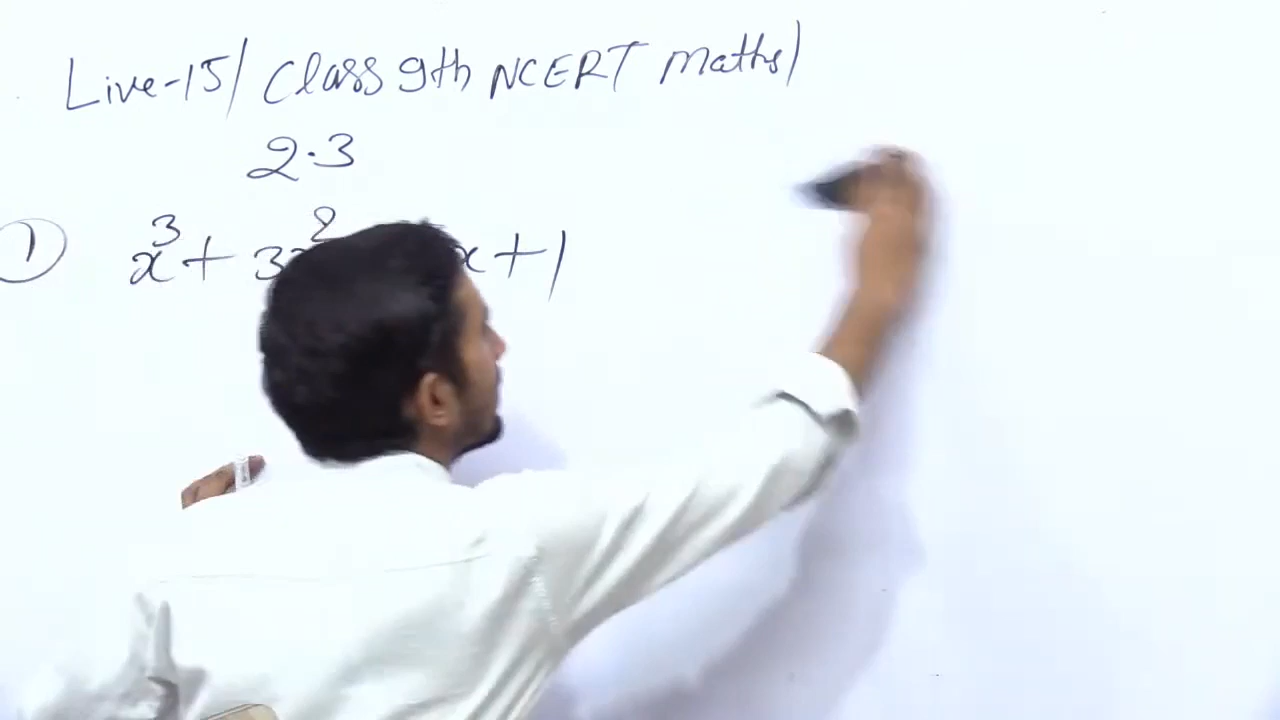 Live-15/ Class 9th NCERT Maths/
2.3
① x³ + 3x² x + 1